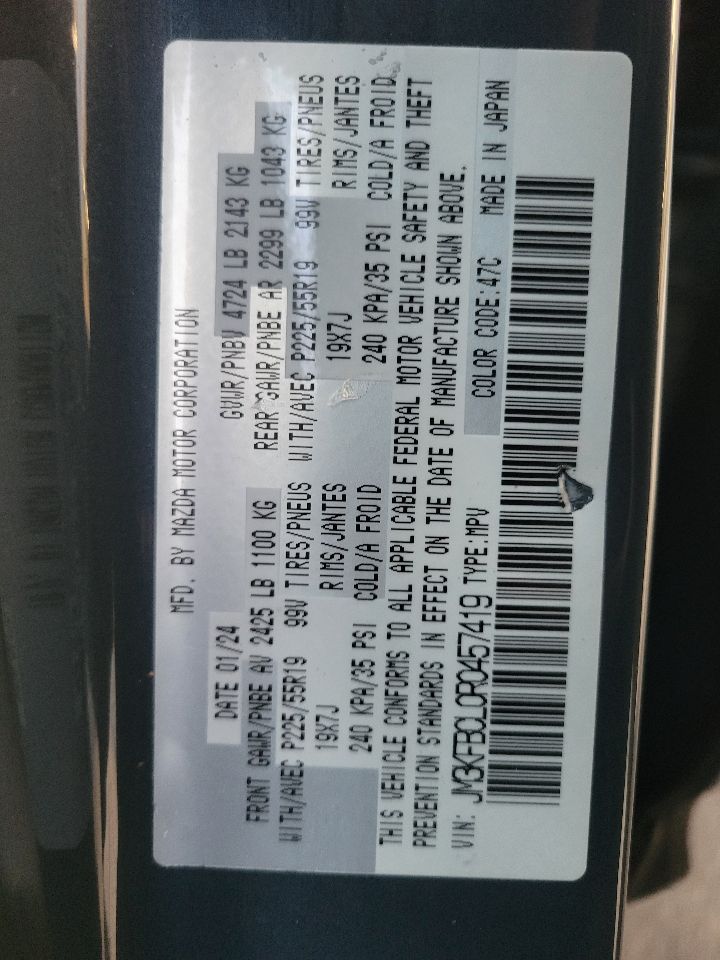 MFD. BY MAZDA MOTOR CORPORATION
DATE 01/24 GVWR/PNBV 4724 LB 2143 KG
FRONT GAWR/PNBE AV 2425 LB 1100 KG REAR GAWR/PNBE AR 2299 LB 1043 KG
WITH/AVEC P225/55R19 99V TIRES/PNEUS WITH/AVEC P225/55R19 99V TIRES/PNEUS
19X7J RIMS/JANTES 19X7J RIMS/JANTES
240 KPA/35 PSI COLD/A FROID 240 KPA/35 PSI COLD/A FROID
THIS VEHICLE CONFORMS TO ALL APPLICABLE FEDERAL MOTOR VEHICLE SAFETY AND THEFT
PREVENTION STANDARDS IN EFFECT ON THE DATE OF MANUFACTURE SHOWN ABOVE.
VIN: JM3KFBCL0R0457419 TYPE:MPV COLOR CODE.47C MADE IN JAPAN